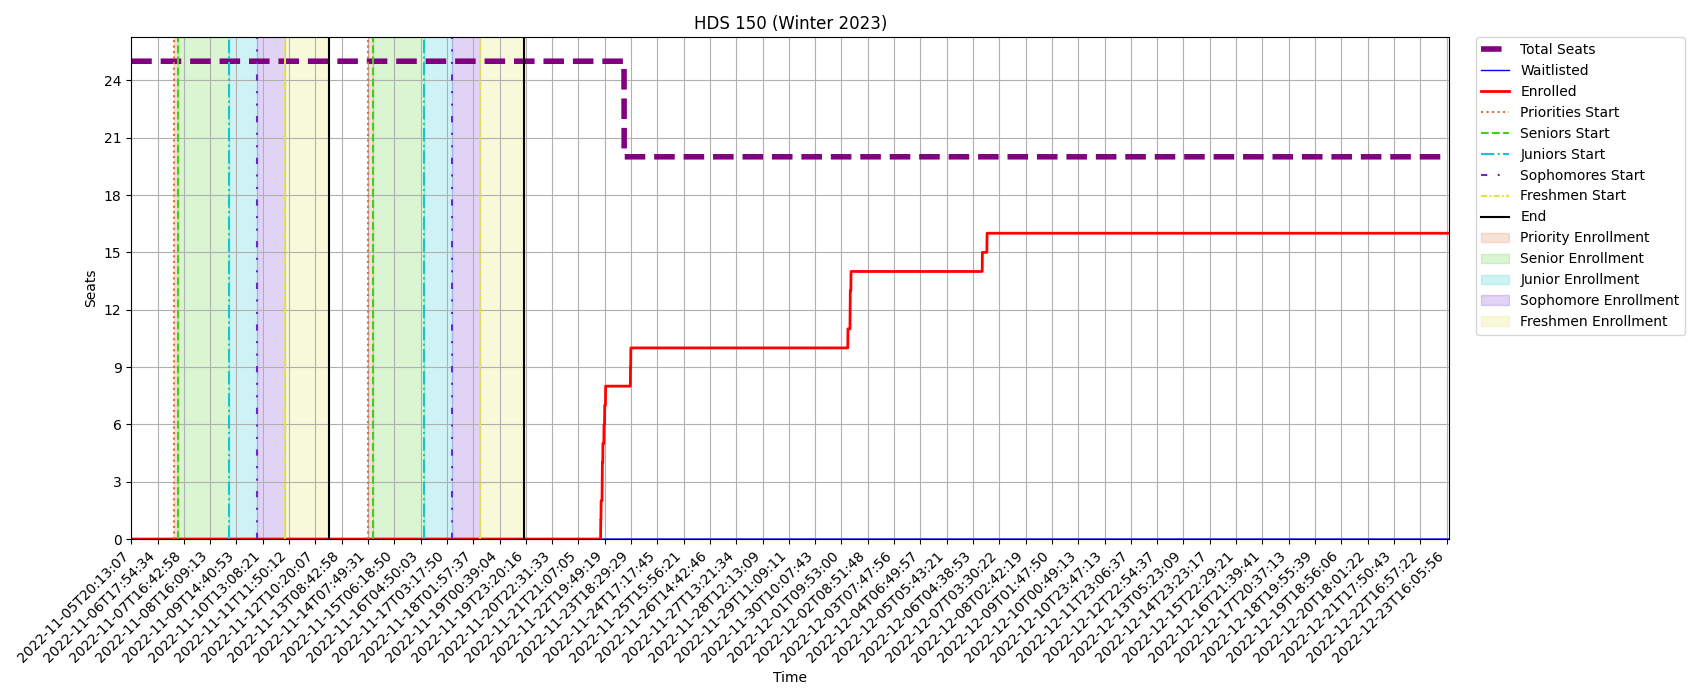 HDS 150 (Winter 2023)
Seats
24
21
18
15
12
9
6
3
0
2022-11-05T20:13:07
2022-11-06T17:54:34
2022-11-07T16:42:58
2022-11-08T16:09:13
2022-11-09T14:40:53
2022-11-10T13:08:21
2022-11-11T11:50:12
2022-11-12T10:20:07
2022-11-13T08:42:58
2022-11-14T07:49:31
2022-11-15T06:18:50
2022-11-16T04:50:03
2022-11-17T03:17:50
2022-11-18T01:57:37
2022-11-19T00:39:04
2022-11-19T23:20:16
2022-11-20T22:31:33
2022-11-21T21:07:05
2022-11-22T19:49:19
2022-11-23T18:29:29
2022-11-24T17:17:45
2022-11-25T15:56:21
2022-11-26T14:42:46
2022-11-27T13:21:34
2022-11-28T12:13:09
2022-11-29T11:09:11
2022-11-30T10:07:43
2022-12-01T09:53:00
2022-12-02T08:51:48
2022-12-03T07:47:56
2022-12-04T06:49:57
2022-12-05T05:43:21
2022-12-06T04:38:53
2022-12-07T03:30:22
2022-12-08T02:42:19
2022-12-09T01:47:50
2022-12-10T00:49:13
2022-12-10T23:47:13
2022-12-11T23:06:37
2022-12-12T22:54:37
2022-12-13T05:23:09
2022-12-14T23:23:17
2022-12-15T22:29:21
2022-12-16T21:39:41
2022-12-17T20:37:13
2022-12-18T19:55:39
2022-12-19T18:56:06
2022-12-20T18:01:22
2022-12-21T17:50:43
2022-12-22T16:57:22
2022-12-23T16:05:56
Time
Total Seats
Waitlisted
Enrolled
Priorities Start
Seniors Start
Juniors Start
Sophomores Start
Freshmen Start
End
Priority Enrollment
Senior Enrollment
Junior Enrollment
Sophomore Enrollment
Freshmen Enrollment